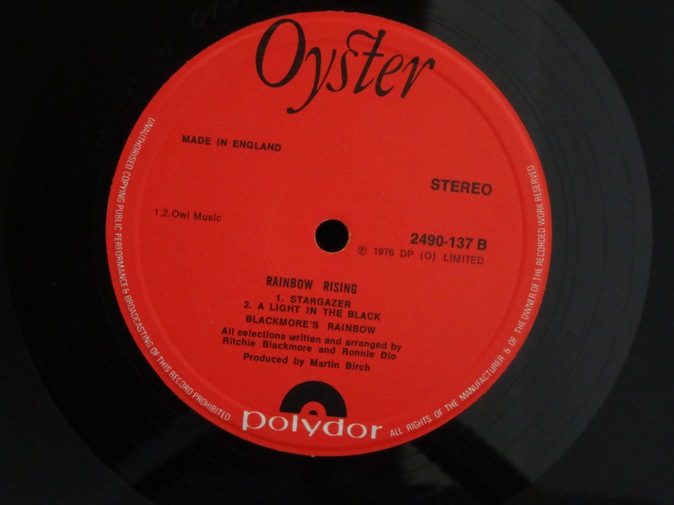 Oyster
MADE IN ENGLAND
STEREO
1.2.Owl Music
2490-137 B
℗ 1976 DP (O) LIMITED
RAINBOW RISING
1. STARGAZER
2. A LIGHT IN THE BLACK
BLACKMORE'S RAINBOW
All selections written and arranged by
Ritchie Blackmore and Ronnie Dio
Produced by Martin Birch
polydor
UNAUTHORISED COPYING PUBLIC PERFORMANCE & BROADCASTING OF THIS RECORD PROHIBITED
ALL RIGHTS OF THE MANUFACTURER & OF THE OWNER OF THE RECORDED WORK RESERVED